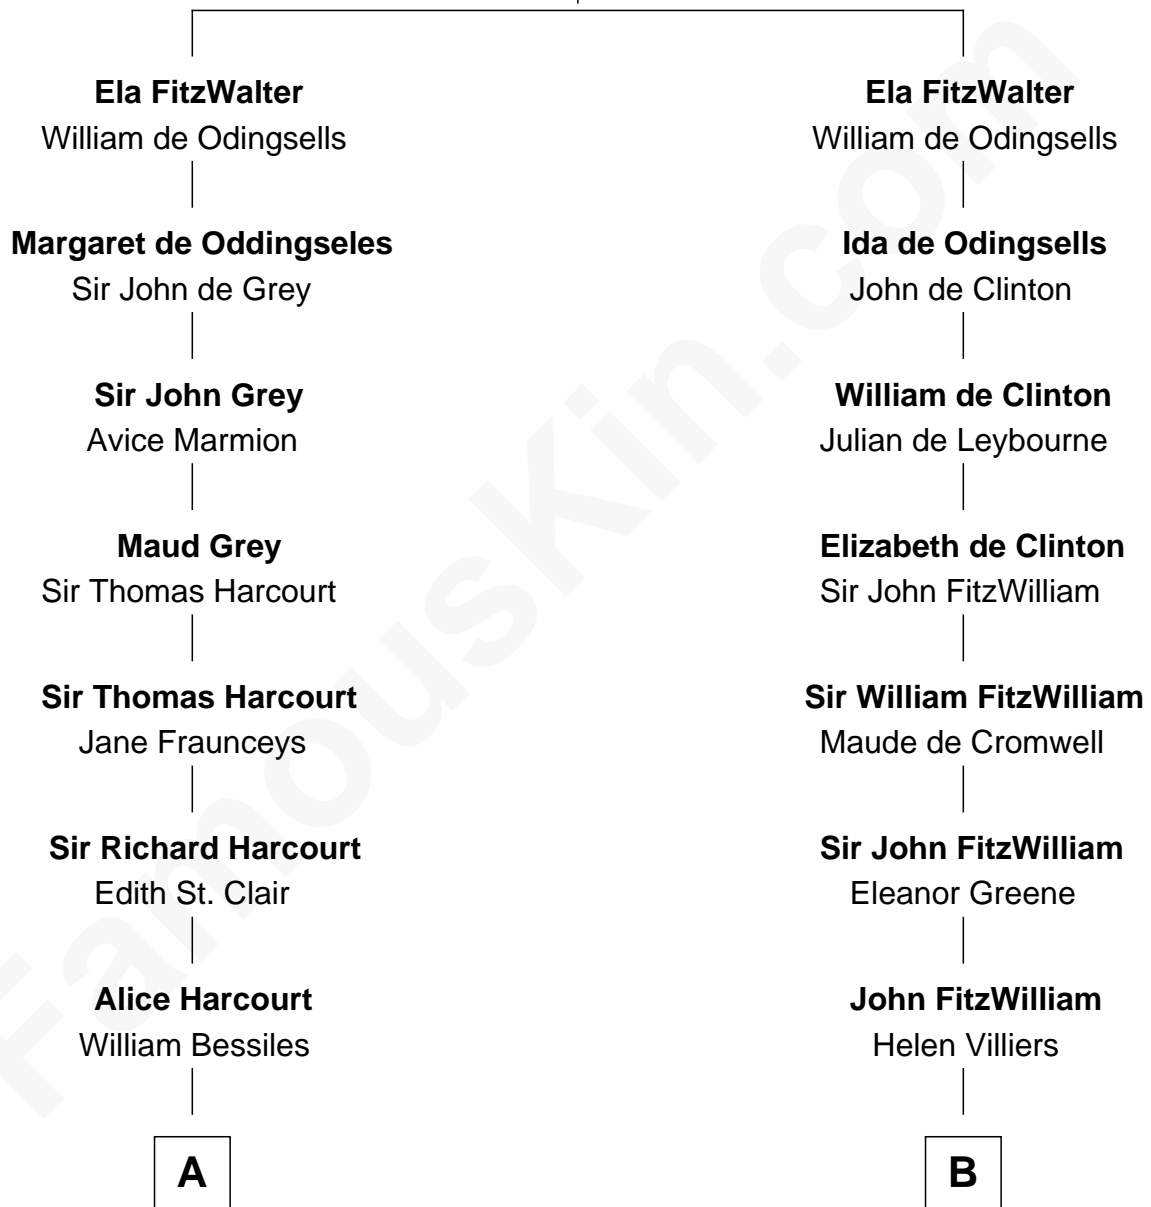 Ela FitzWalter
William de Odingsells
Margaret de Oddingseles
Sir John de Grey
Sir John Grey
Avice Marmion
Maud Grey
Sir Thomas Harcourt
Sir Thomas Harcourt
Jane Fraunceys
Sir Richard Harcourt
Edith St. Clair
Alice Harcourt
William Bessiles
A
Ela FitzWalter
William de Odingsells
Ida de Odingsells
John de Clinton
William de Clinton
Julian de Leybourne
Elizabeth de Clinton
Sir John FitzWilliam
Sir William FitzWilliam
Maude de Cromwell
Sir John FitzWilliam
Eleanor Greene
John FitzWilliam
Helen Villiers
B
FamousKin.com